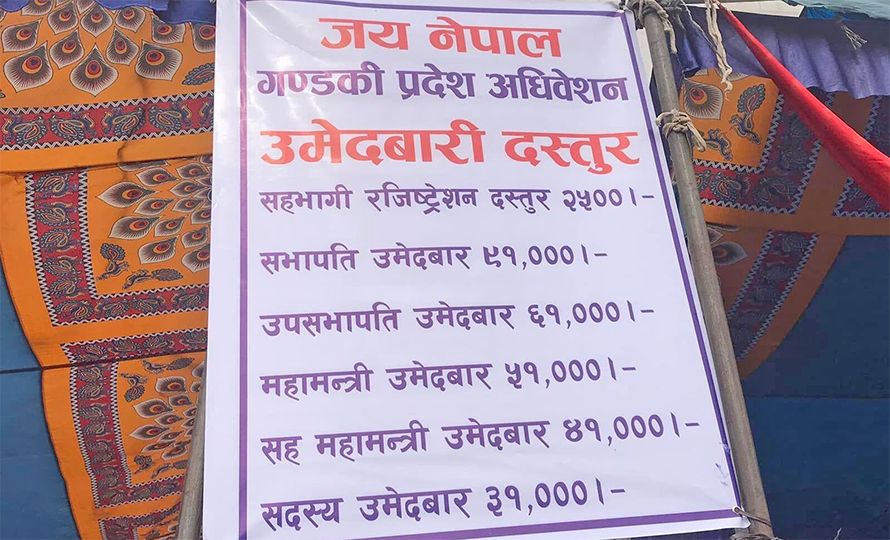 जय नेपाल
गण्डकी प्रदेश अधिवेशन
उमेदबारी दस्तुर
सहभागी रजिष्ट्रेशन दस्तुर २५००।-
सभापति उमेदबार ९१,०००।-
उपसभापति उमेदबार ६१,०००।-
महामन्त्री उमेदबार ५१,०००।-
सह महामन्त्री उमेदबार ४१,०००।-
सदस्य उमेदबार ३१,०००।-